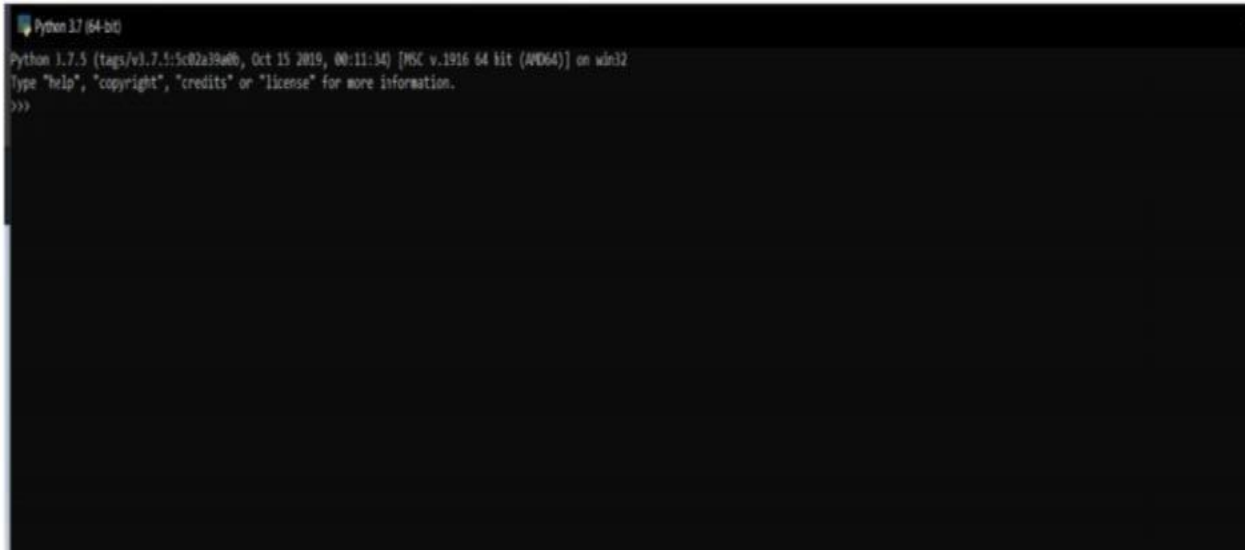 Python 3.7 (64-bit)
Python 3.7.5 (tags/v3.7.5:5c02a39a0b, Oct 15 2019, 00:11:34) [MSC v.1916 64 bit (AMD64)] on win32
Type "help", "copyright", "credits" or "license" for more information.
>>>